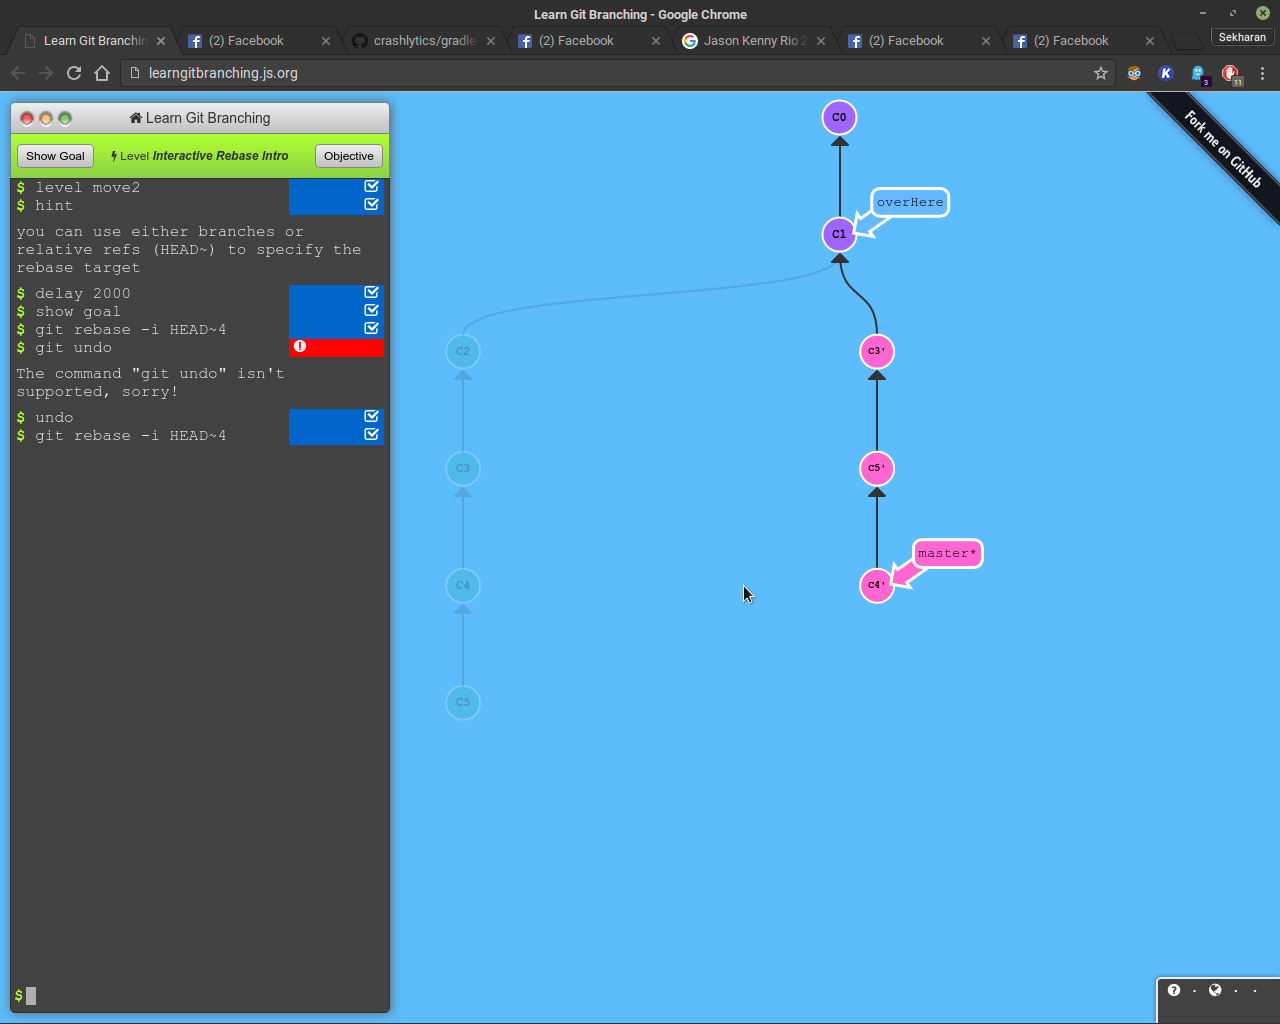 Learn Git Branching - Google Chrome
Learn Git Branchin
(2) Facebook
crashlytics/gradle
(2) Facebook
Jason Kenny Rio 2
(2) Facebook
(2) Facebook
Sekharan
learngitbranching.js.org
K
3
11
Learn Git Branching
Show Goal
Level Interactive Rebase Intro
Objective
$ level move2
$ hint
you can use either branches or
relative refs (HEAD~) to specify the
rebase target
$ delay 2000
$ show goal
$ git rebase -i HEAD~4
$ git undo
The command "git undo" isn't
supported, sorry!
$ undo
$ git rebase -i HEAD~4
$
C0
overHere
C1
C2
C3'
C3
C5'
master*
C4
C4'
C5
Fork me on GitHub